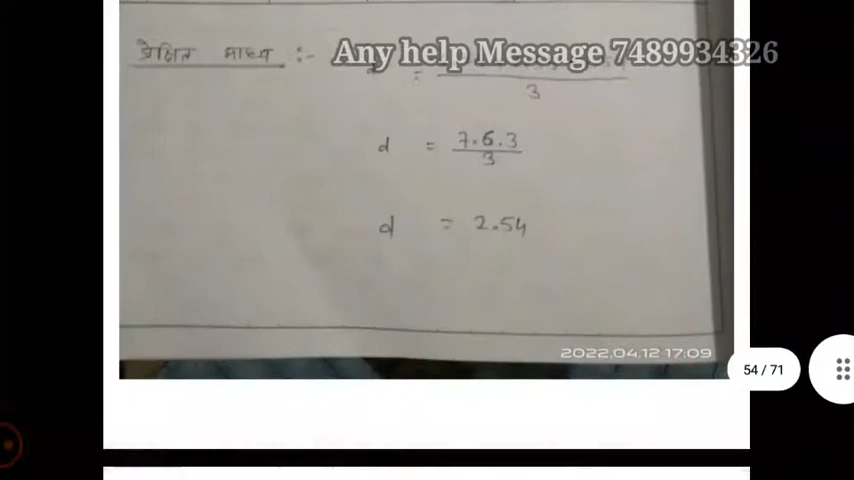 प्रेक्षित माध्य :-
Any help Message 7489934326
d = 3
d = 7.6.3 / 3
d = 2.54
2022.04.12 17:09
54 / 71